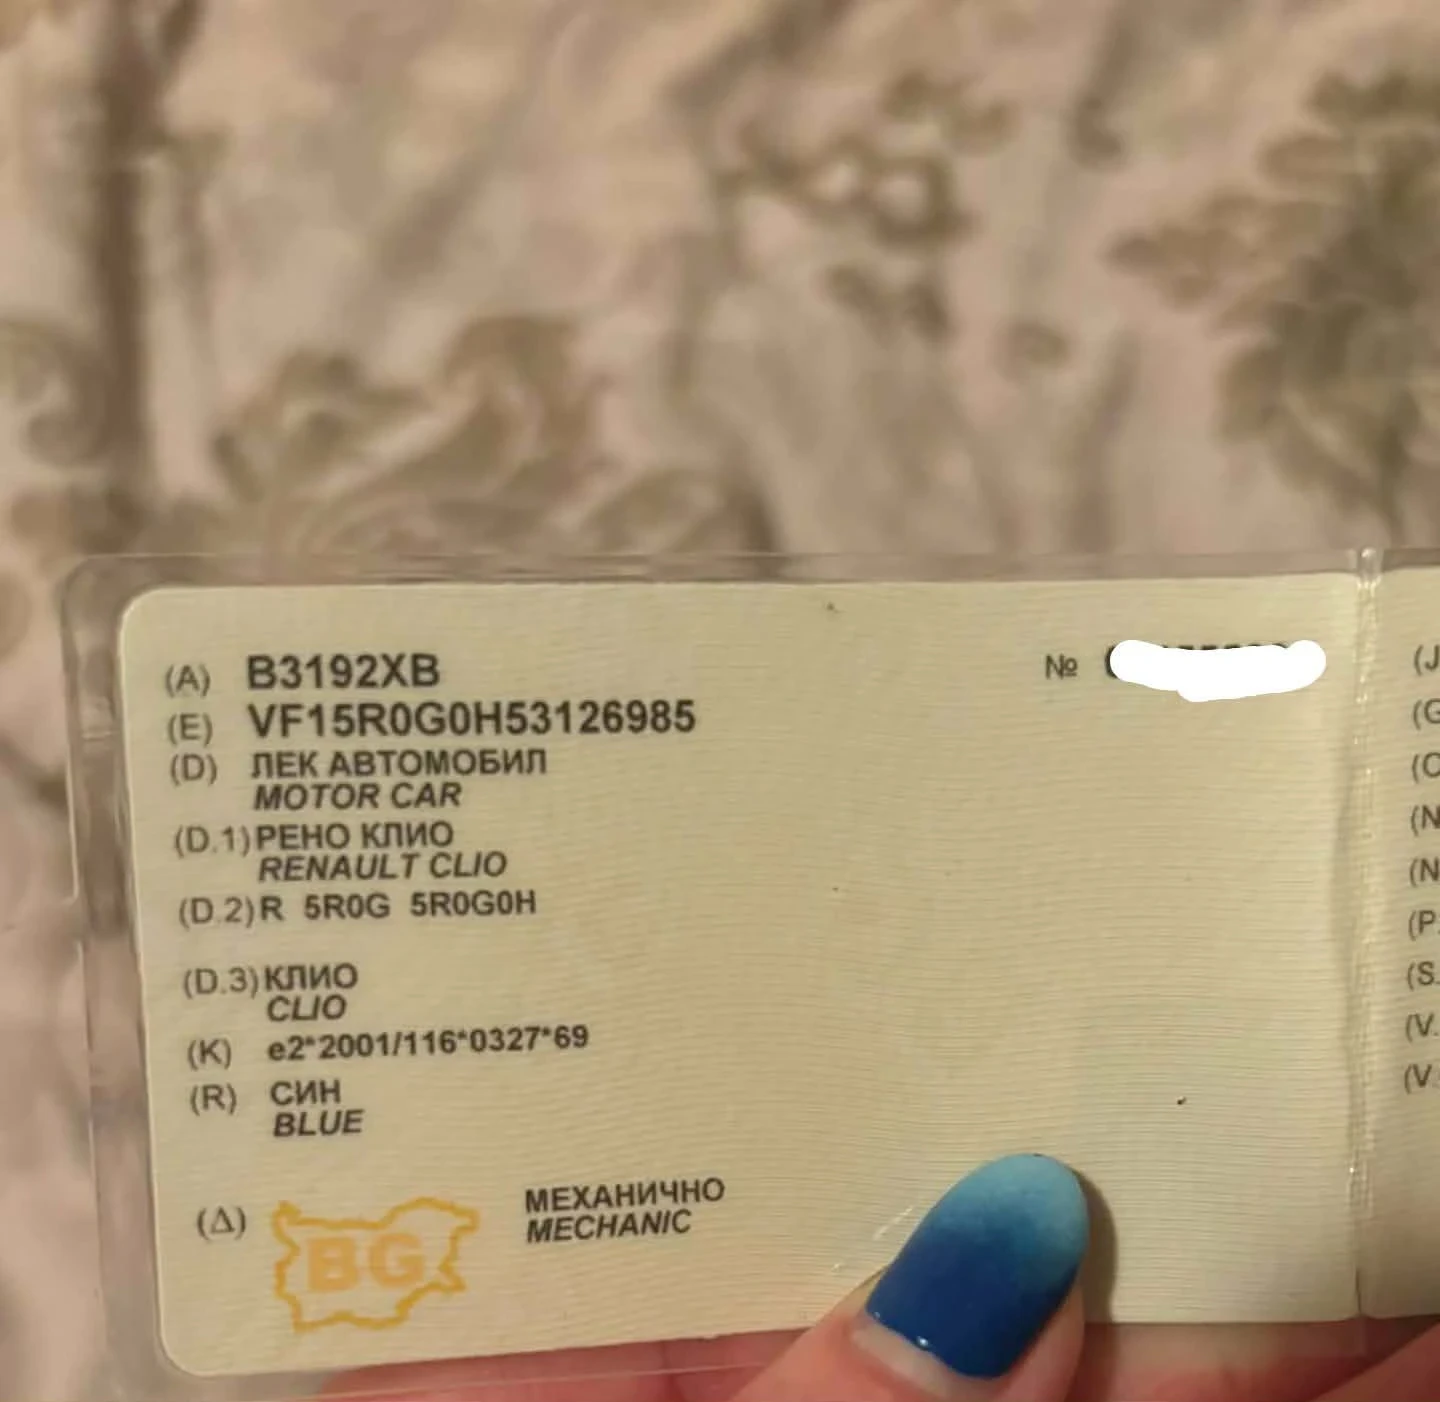 (A) B3192XB № 
(E) VF15R0G0H53126985
(D) ЛЕК АВТОМОБИЛ
MOTOR CAR
(D.1) РЕНО КЛИО
RENAULT CLIO
(D.2) R 5R0G 5R0G0H
(D.3) КЛИО
CLIO
(K) e2*2001/116*0327*69
(R) СИН
BLUE
(Δ) BG МЕХАНИЧНО
MECHANIC